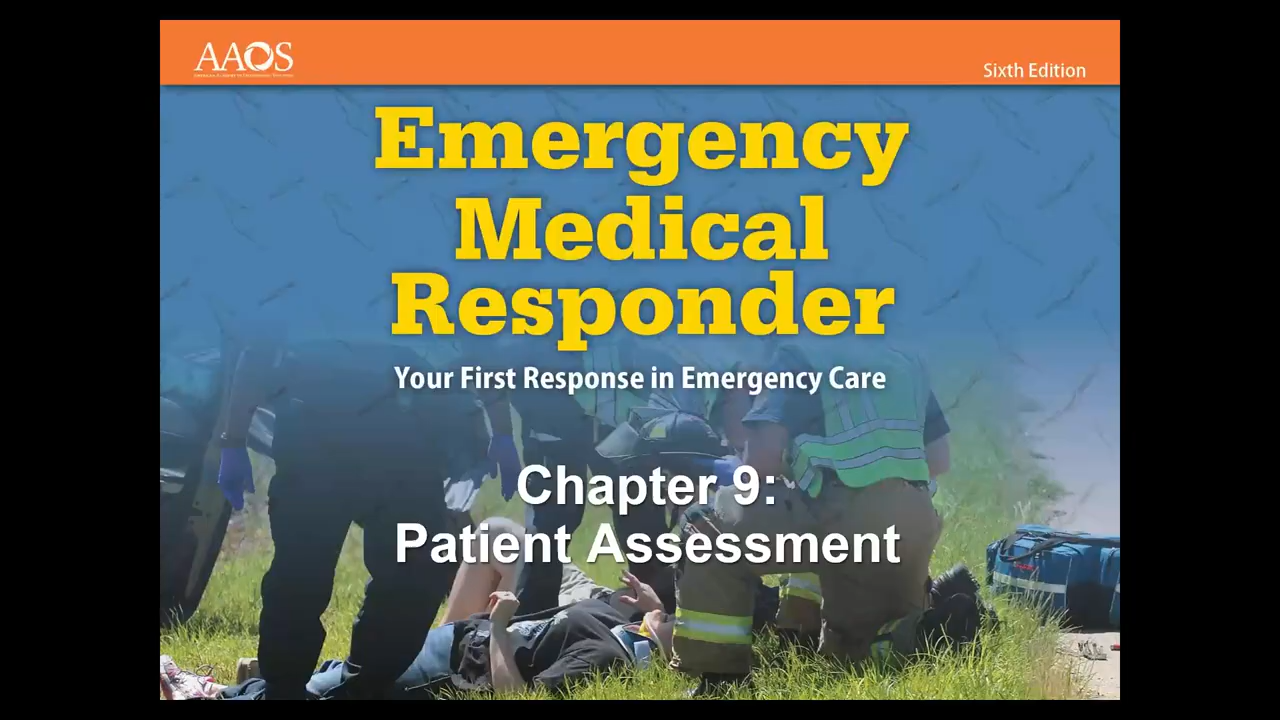 AAOS
Sixth Edition
Emergency
Medical
Responder
Your First Response in Emergency Care
Chapter 9:
Patient Assessment